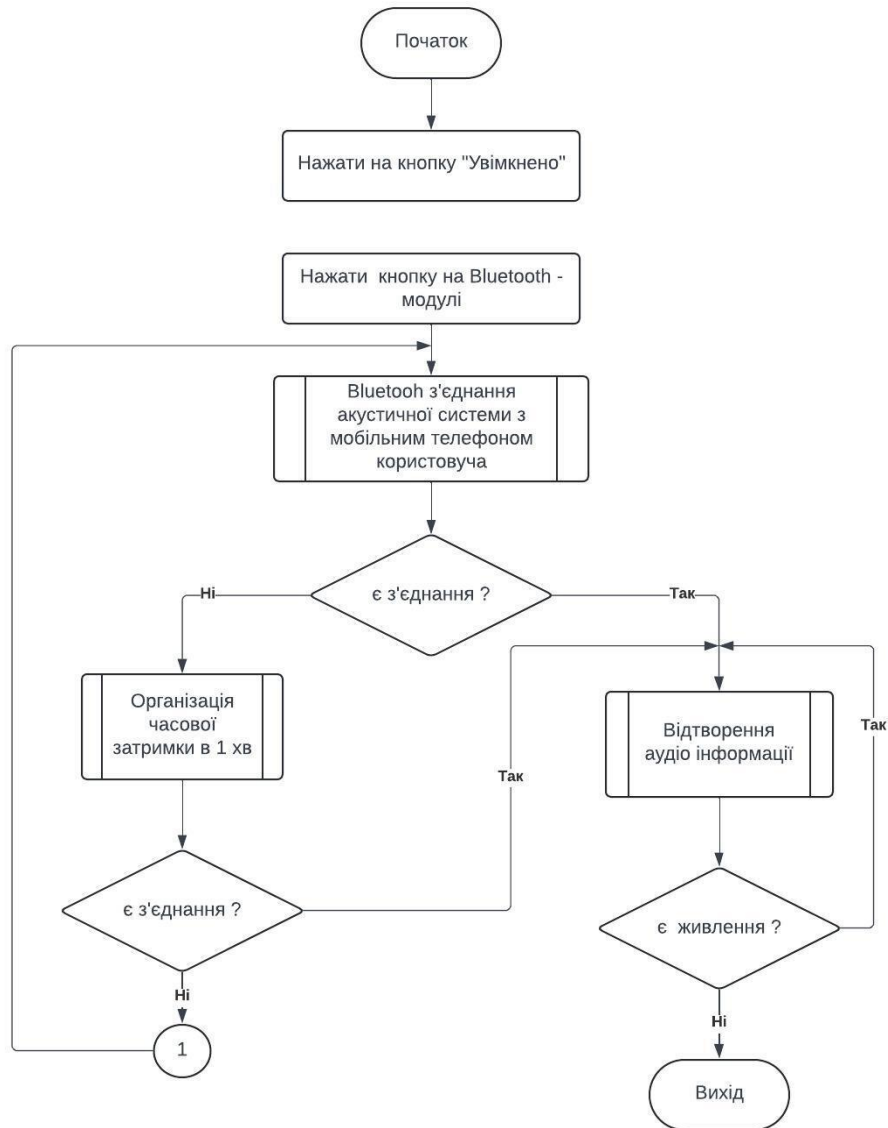 Початок
Нажати на кнопку "Увімкнено"
Нажати кнопку на Bluetooth -
модулі
Bluetooh з'єднання
акустичної системи з
мобільним телефоном
користовуча
є з'єднання ?
Ні
Так
Організація
часової
затримки в 1 хв
Відтворення
аудіо інформації
Так
Так
є з'єднання ?
є живлення ?
Ні
Ні
1
Вихід